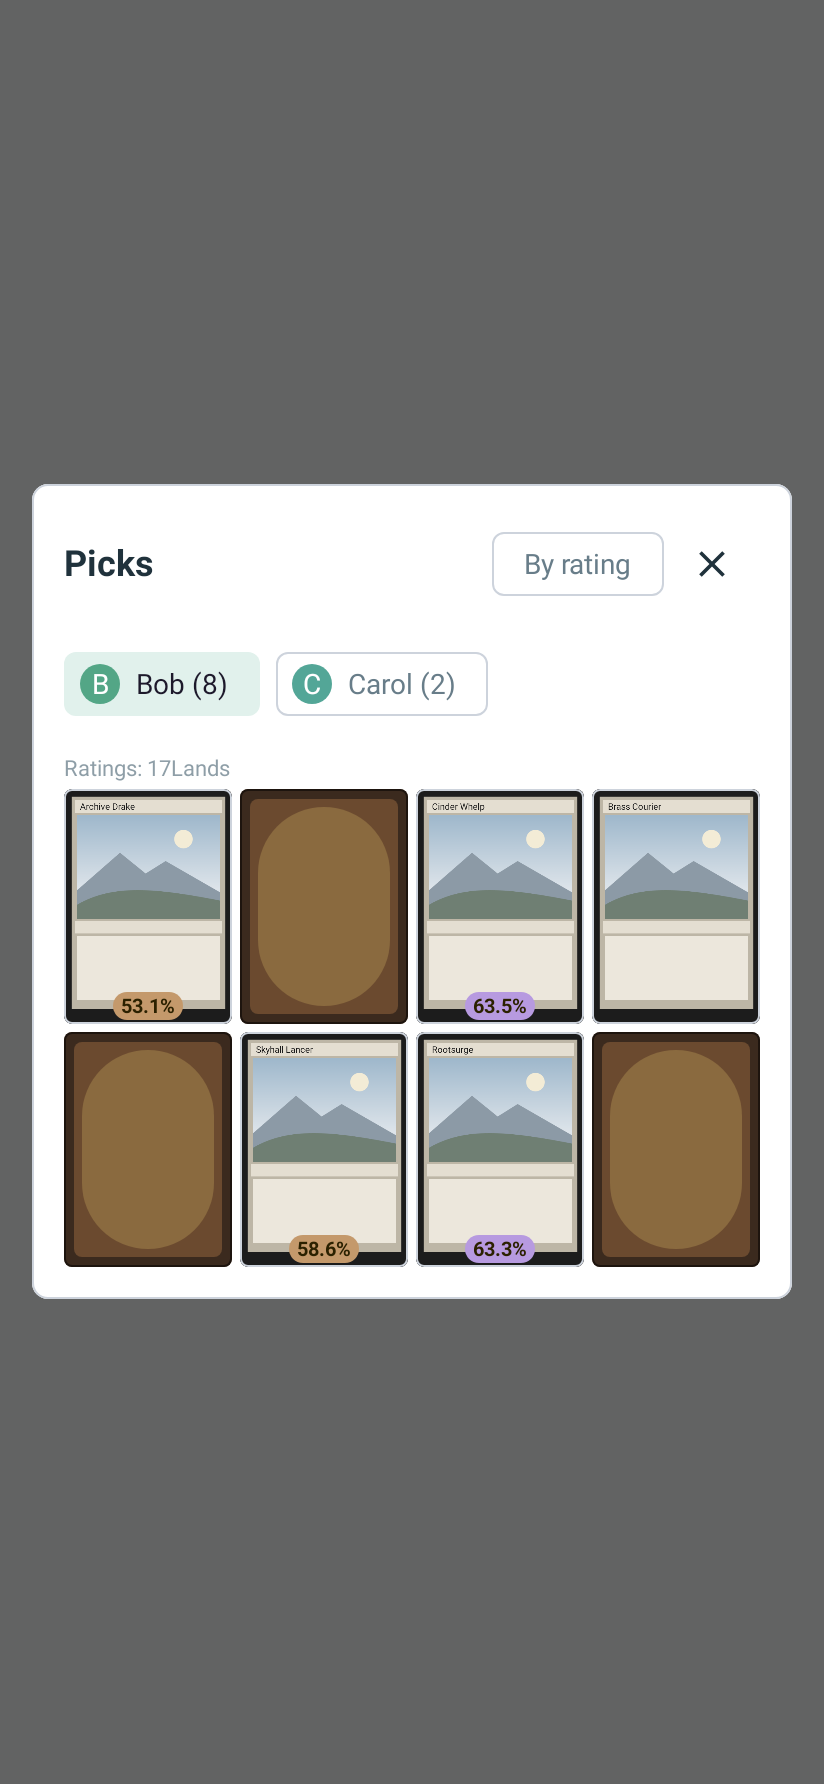 Picks
By rating
B Bob (8)
C Carol (2)
Ratings: 17Lands
Archive Drake
Cinder Whelp
Brass Courier
53.1%
63.5%
Skyhall Lancer
Rootsurge
58.6%
63.3%